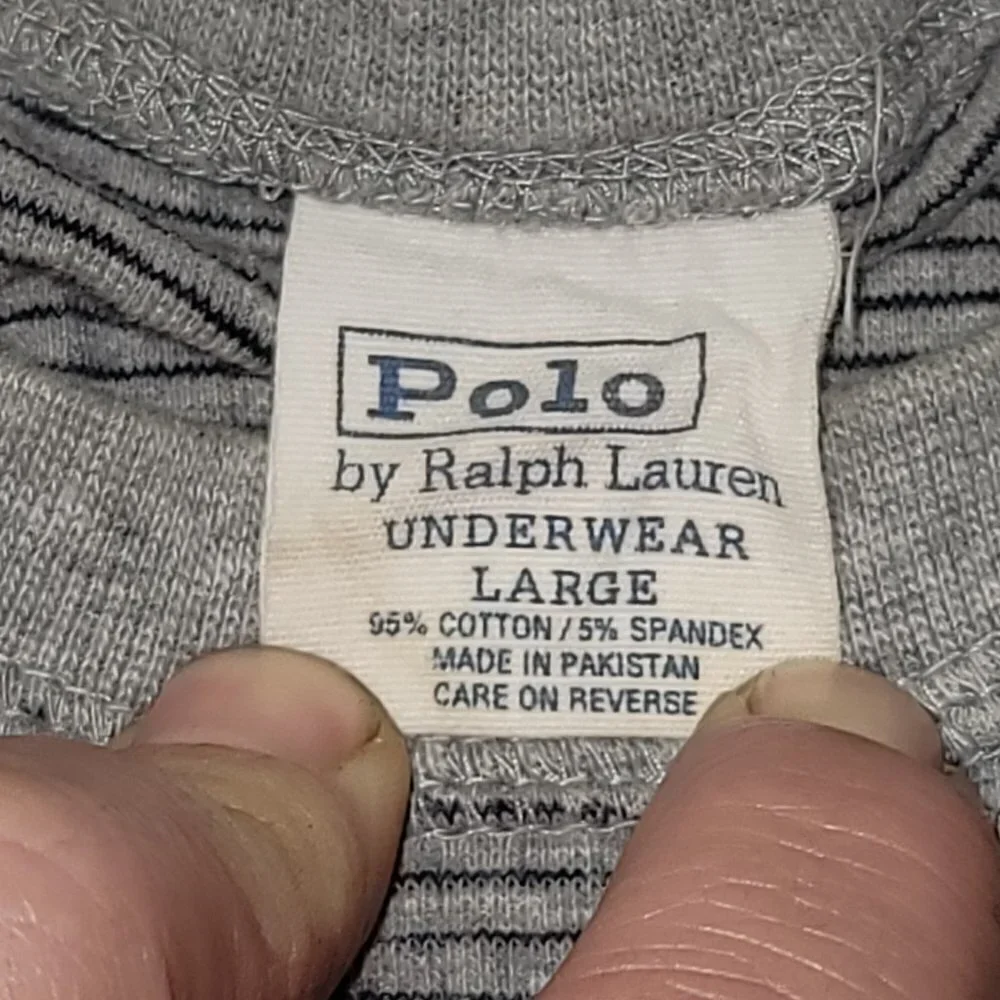 Polo
by Ralph Lauren
UNDERWEAR
LARGE
95% COTTON / 5% SPANDEX
MADE IN PAKISTAN
CARE ON REVERSE